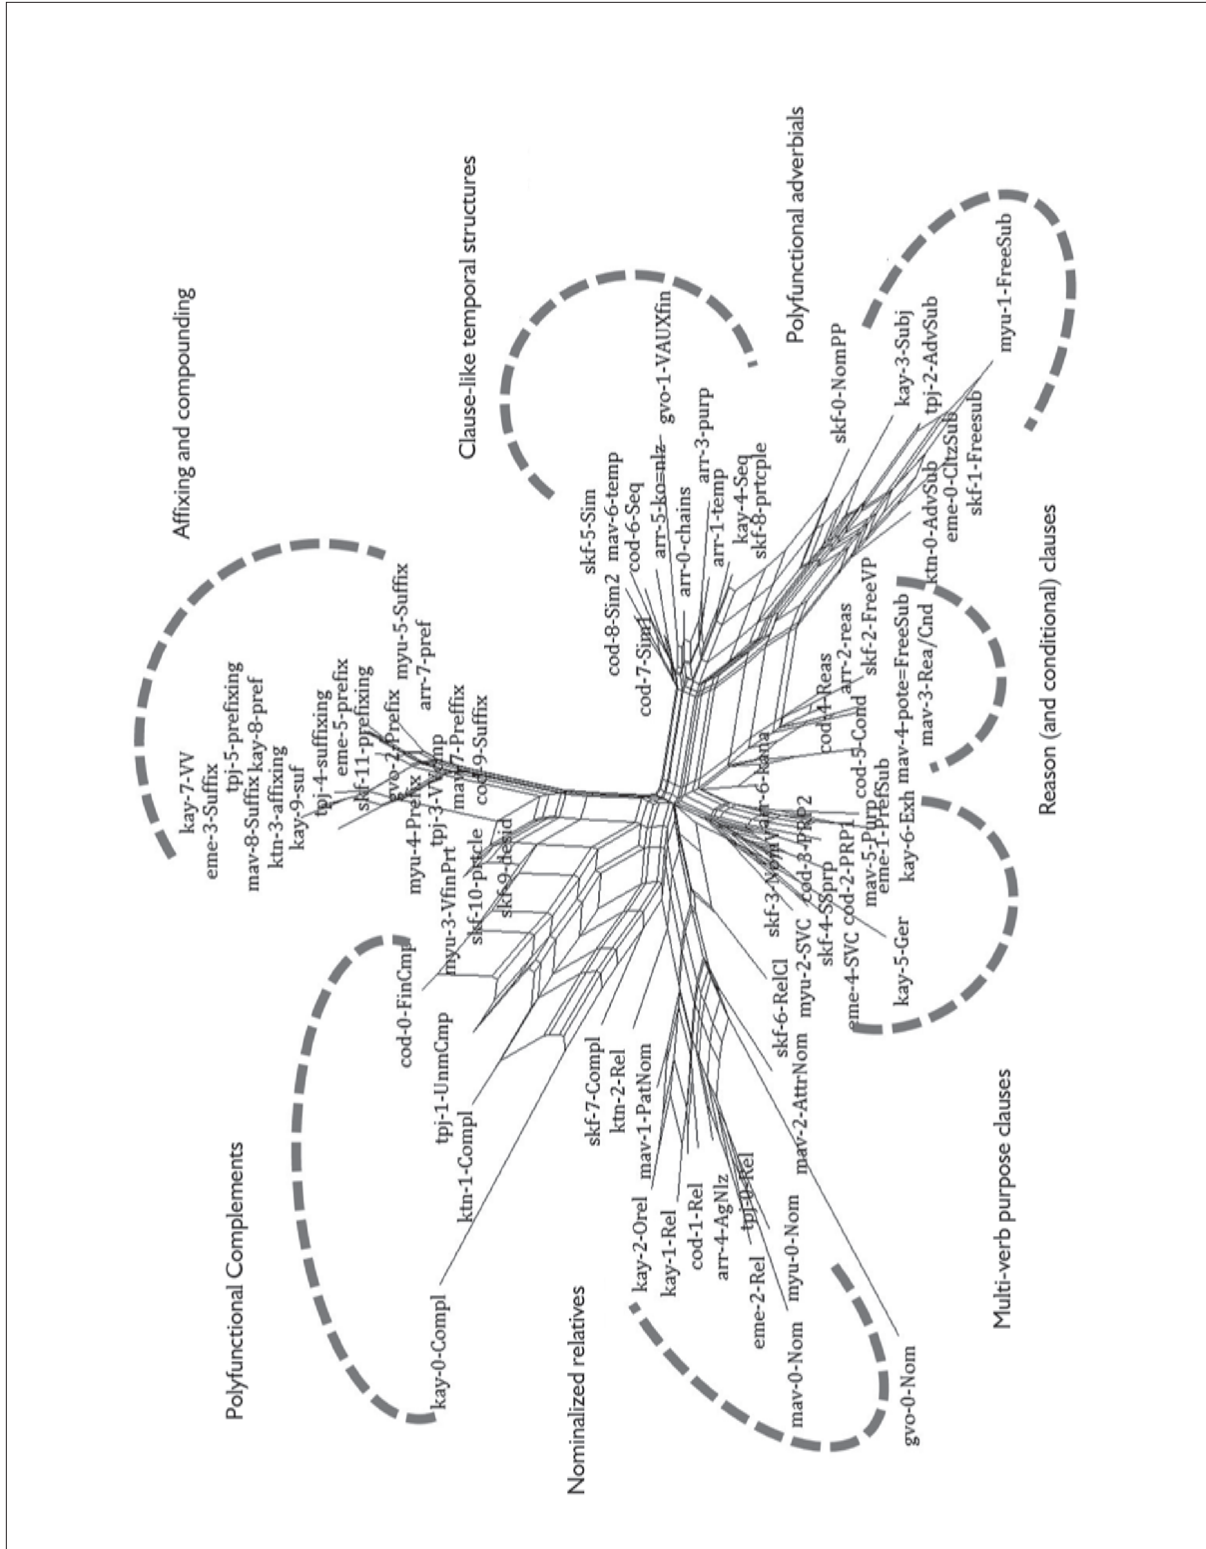 Affixing and compounding
Clause-like temporal structures
Polyfunctional adverbials
Reason (and conditional) clauses
Multi-verb purpose clauses
Nominalized relatives
Polyfunctional Complements
kay-7-VV
eme-3-Suffix
tpj-5-prefixing
mav-8-Suffix
kay-8-pref
ktn-3-affixing
kay-9-suf
tpj-4-suffixing
eme-5-prefix
skf-11-prefixing
gvo-2-Prefix
myu-5-Suffix
arr-7-pref
myu-4-Prefix
mav-7-Preffix
cod-9-Suffix
myu-3-VfinPrt
skf-10-prtcle
skf-9-desid
cod-0-FinCmp
tpj-1-UnmCmp
ktn-1-Compl
kay-0-Compl
skf-7-Compl
ktn-2-Rel
mav-1-PatNom
kay-2-Orel
kay-1-Rel
cod-1-Rel
arr-4-AgNlz
tpj-0-Rel
eme-2-Rel
myu-0-Nom
mav-0-Nom
gvo-0-Nom
mav-2-AttrNom
skf-6-RelCl
myu-2-SVC
skf-4-SSprp
eme-4-SVC
kay-5-Ger
cod-3-PRP2
cod-2-PRP1
mav-5-Purp
eme-1-PrefSub
kay-6-Exh
arr-6-kana
cod-5-Cond
cod-4-Reas
arr-2-reas
skf-2-FreeVP
mav-4-pote=FreeSub
mav-3-Rea/Cnd
ktn-0-AdvSub
eme-0-CltzSub
skf-1-Freesub
myu-1-FreeSub
tpj-2-AdvSub
kay-3-Subj
skf-0-NomPP
skf-8-prtcple
kay-4-Seq
arr-1-temp
arr-3-purp
arr-0-chains
gvo-1-VAUXfin
arr-5-ko=nlz
cod-6-Seq
mav-6-temp
skf-5-Sim
cod-8-Sim2
cod-7-Sim1